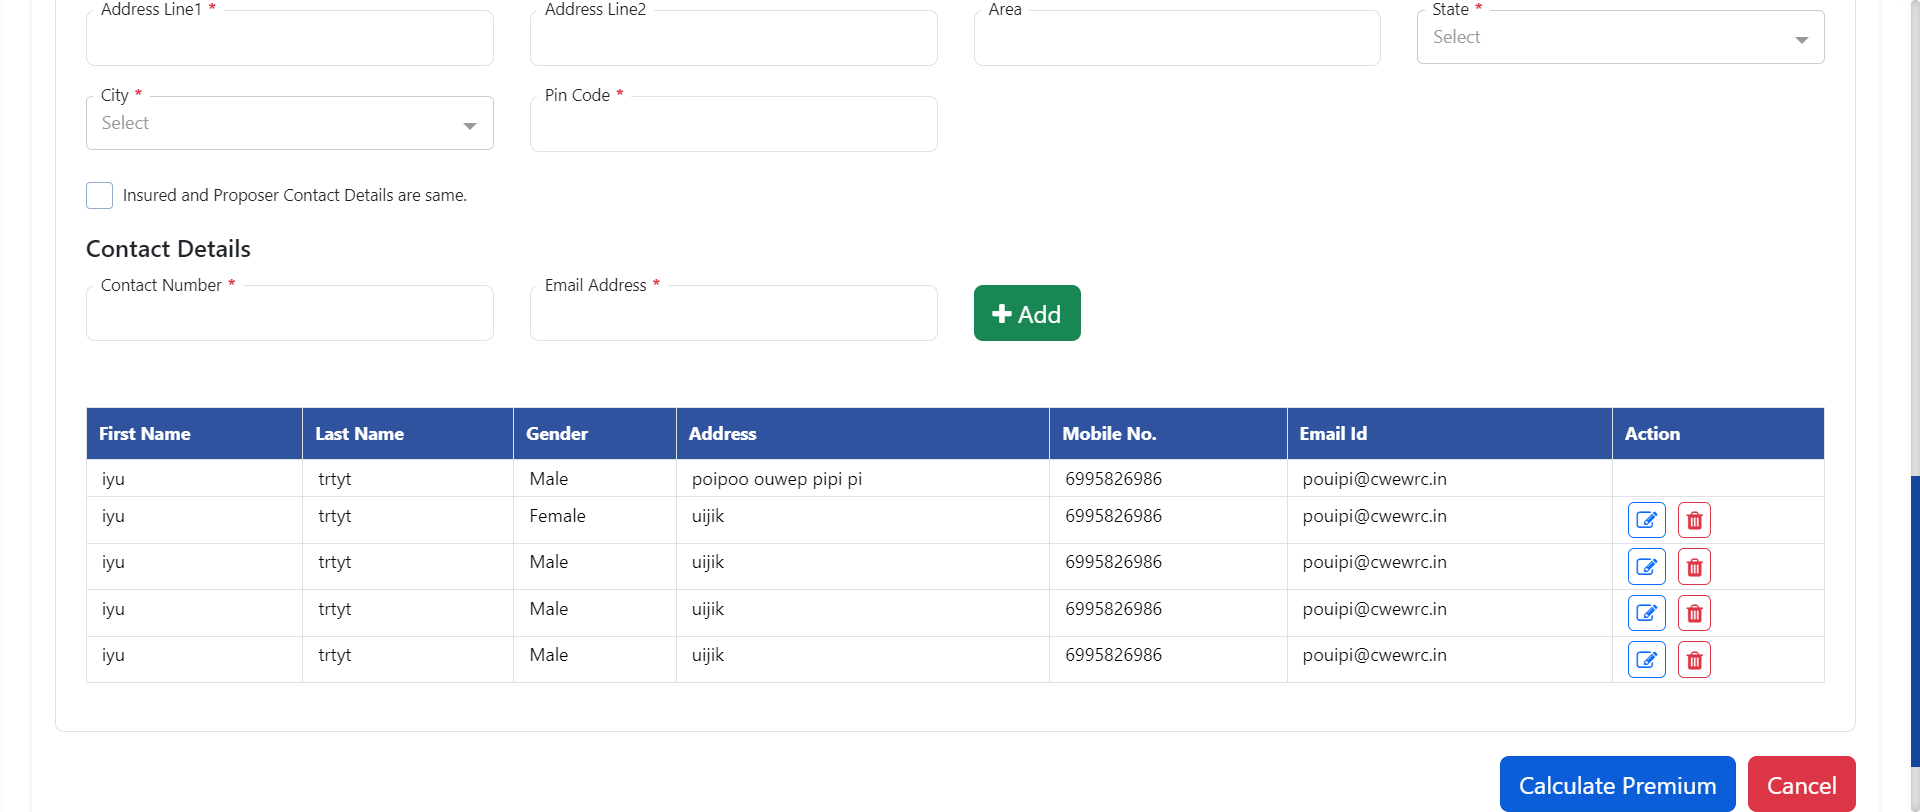 Address Line1 *
Address Line2
Area
State *
Select
City *
Select
Pin Code *
Insured and Proposer Contact Details are same.
Contact Details
Contact Number *
Email Address *
Add
First Name Last Name Gender Address Mobile No. Email Id Action
iyu trtyt Male poipoo ouwep pipi pi 6995826986 pouipi@cwewrc.in
iyu trtyt Female uijik 6995826986 pouipi@cwewrc.in
iyu trtyt Male uijik 6995826986 pouipi@cwewrc.in
iyu trtyt Male uijik 6995826986 pouipi@cwewrc.in
iyu trtyt Male uijik 6995826986 pouipi@cwewrc.in
Calculate Premium
Cancel